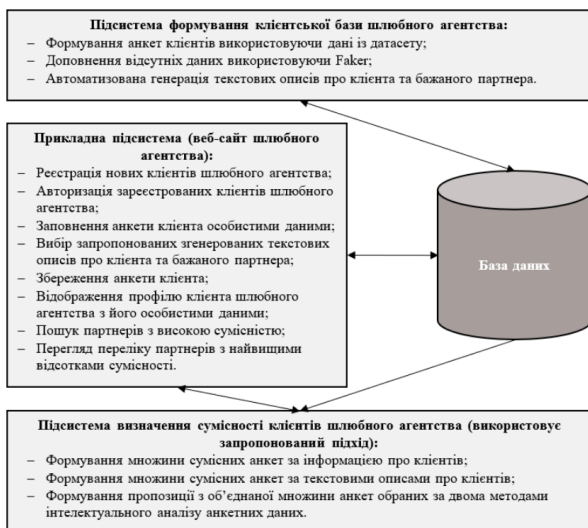 Підсистема формування клієнтської бази шлюбного агентства:
– Формування анкет клієнтів використовуючи дані із датасету;
– Доповнення відсутніх даних використовуючи Faker;
– Автоматизована генерація текстових описів про клієнта та бажаного партнера.
Прикладна підсистема (веб-сайт шлюбного
агентства):
– Реєстрація нових клієнтів шлюбного агентства;
– Авторизація зареєстрованих клієнтів шлюбного
агентства;
– Заповнення анкети клієнта особистими даними;
– Вибір запропонованих згенерованих текстових
описів про клієнта та бажаного партнера;
– Збереження анкети клієнта;
– Відображення профілю клієнта шлюбного
агентства з його особистими даними;
– Пошук партнерів з високою сумісністю;
– Перегляд переліку партнерів з найвищими
відсотками сумісності.
База даних
Підсистема визначення сумісності клієнтів шлюбного агентства (використовує
запропонований підхід):
– Формування множини сумісних анкет за інформацією про клієнтів;
– Формування множини сумісних анкет за текстовими описами про клієнтів;
– Формування пропозиції з об’єднаної множини анкет обраних за двома методами
інтелектуального аналізу анкетних даних.